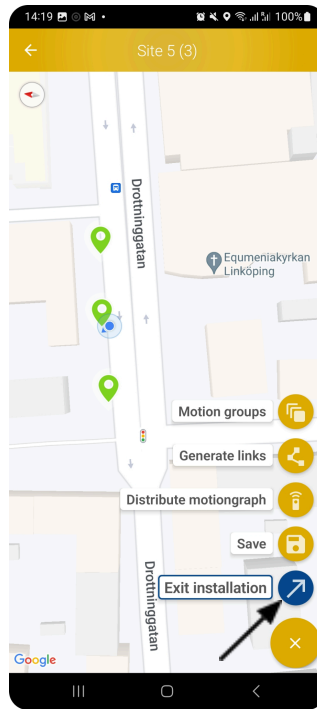 14:19
100%
Site 5 (3)
Drottninggatan
Equmeniakyrkan
Linköping
Motion groups
Generate links
Distribute motiongraph
Save
Drottninggatan
Exit installation
Google